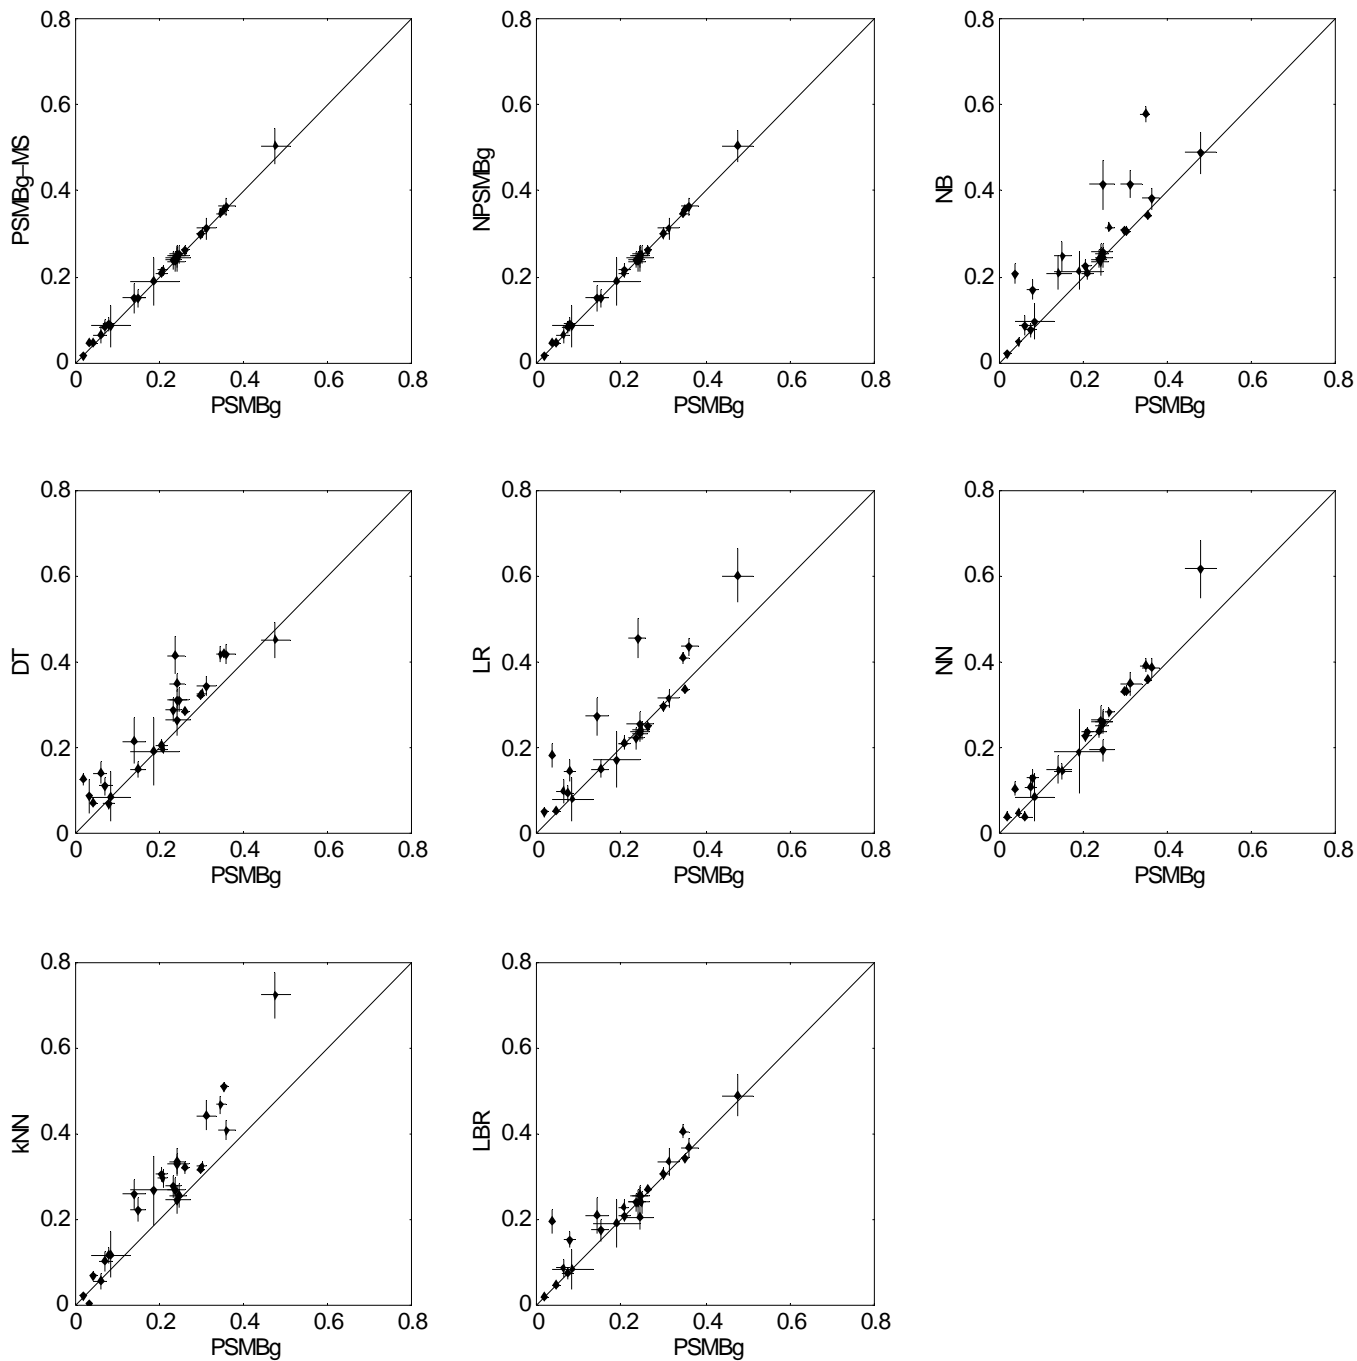 0.8 0.8 0.8
0.6 0.6 0.6
PSMBg–MS NPSMBg NB
0.4 0.4 0.4
0.2 0.2 0.2
0 0 0
0 0.2 0.4 0.6 0.8 0 0.2 0.4 0.6 0.8 0 0.2 0.4 0.6 0.8
PSMBg PSMBg PSMBg
0.8 0.8 0.8
0.6 0.6 0.6
DT LR NN
0.4 0.4 0.4
0.2 0.2 0.2
0 0 0
0 0.2 0.4 0.6 0.8 0 0.2 0.4 0.6 0.8 0 0.2 0.4 0.6 0.8
PSMBg PSMBg PSMBg
0.8 0.8
0.6 0.6
kNN LBR
0.4 0.4
0.2 0.2
0 0
0 0.2 0.4 0.6 0.8 0 0.2 0.4 0.6 0.8
PSMBg PSMBg